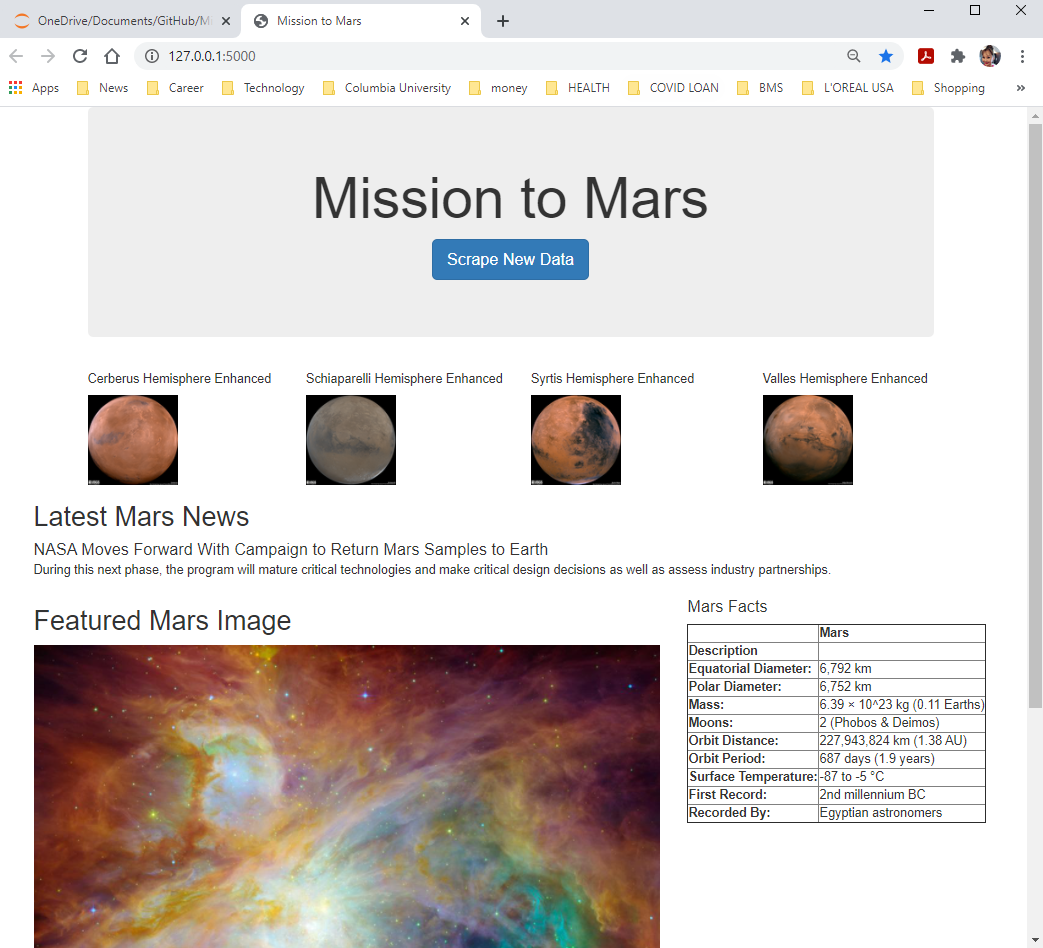 OneDrive/Documents/GitHub/Mi
Mission to Mars
127.0.0.1:5000
Apps News Career Technology Columbia University money HEALTH COVID LOAN BMS L'OREAL USA Shopping »
Mission to Mars
Scrape New Data
Cerberus Hemisphere Enhanced Schiaparelli Hemisphere Enhanced Syrtis Hemisphere Enhanced Valles Hemisphere Enhanced
Latest Mars News
NASA Moves Forward With Campaign to Return Mars Samples to Earth
During this next phase, the program will mature critical technologies and make critical design decisions as well as assess industry partnerships.
Featured Mars Image
Mars Facts
Mars
Description
Equatorial Diameter: 6,792 km
Polar Diameter: 6,752 km
Mass: 6.39 × 10^23 kg (0.11 Earths)
Moons: 2 (Phobos & Deimos)
Orbit Distance: 227,943,824 km (1.38 AU)
Orbit Period: 687 days (1.9 years)
Surface Temperature: -87 to -5 °C
First Record: 2nd millennium BC
Recorded By: Egyptian astronomers